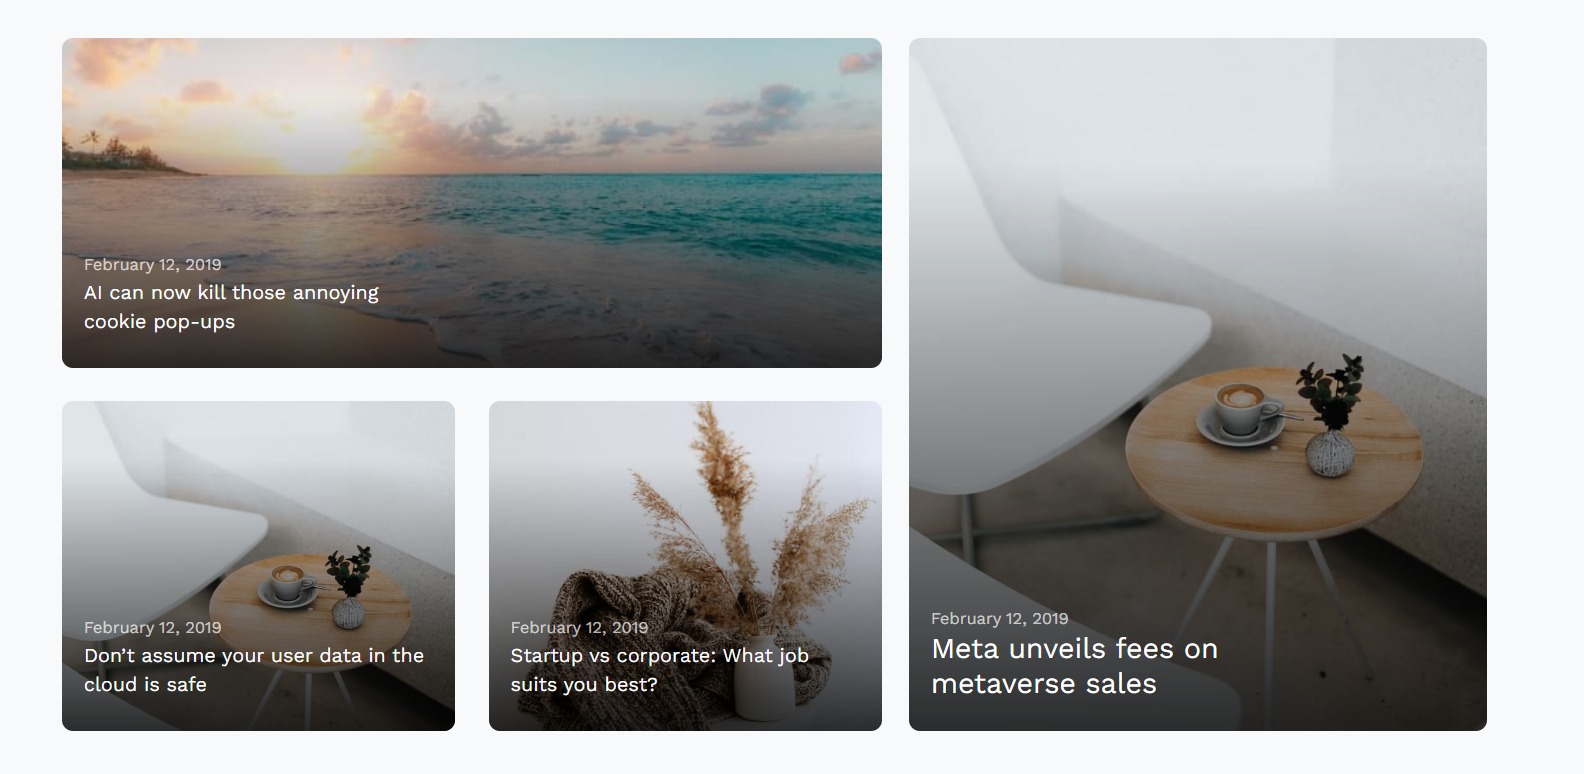 February 12, 2019
AI can now kill those annoying
cookie pop-ups
February 12, 2019
Don’t assume your user data in the
cloud is safe
February 12, 2019
Startup vs corporate: What job
suits you best?
February 12, 2019
Meta unveils fees on
metaverse sales